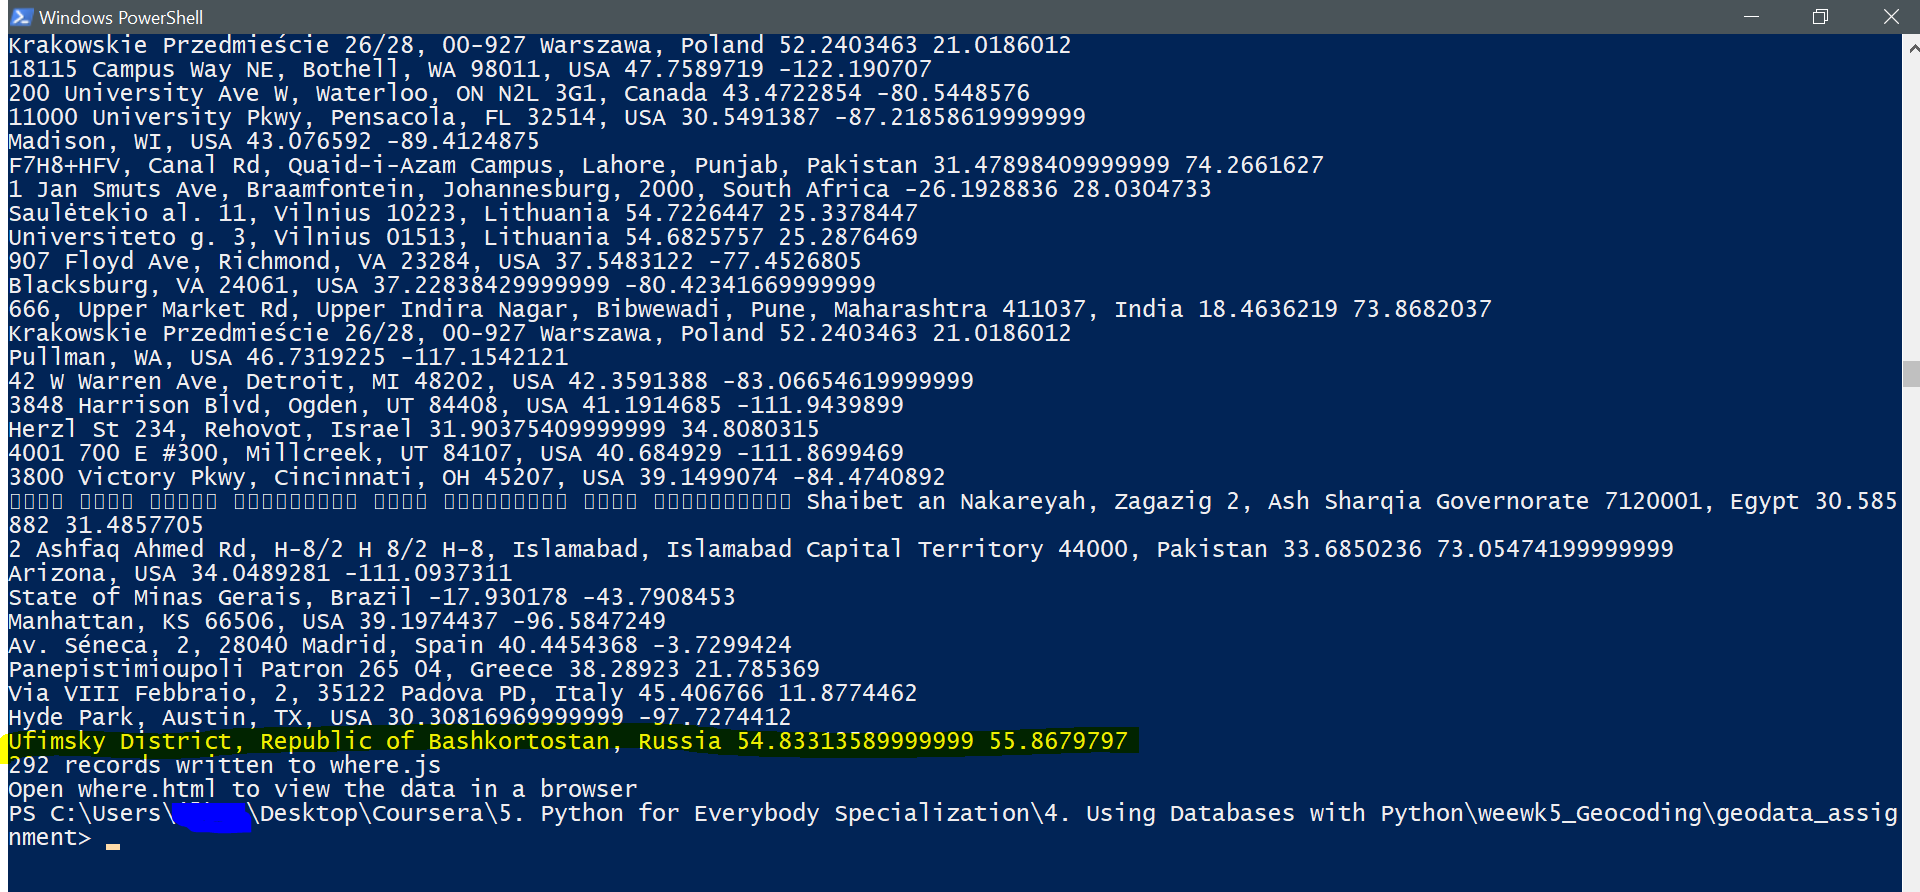 Windows PowerShell
Krakowskie Przedmieście 26/28, 00-927 Warszawa, Poland 52.2403463 21.0186012
18115 Campus Way NE, Bothell, WA 98011, USA 47.7589719 -122.190707
200 University Ave W, Waterloo, ON N2L 3G1, Canada 43.4722854 -80.5448576
11000 University Pkwy, Pensacola, FL 32514, USA 30.5491387 -87.21858619999999
Madison, WI, USA 43.076592 -89.4124875
F7H8+HFV, Canal Rd, Quaid-i-Azam Campus, Lahore, Punjab, Pakistan 31.47898409999999 74.2661627
1 Jan Smuts Ave, Braamfontein, Johannesburg, 2000, South Africa -26.1928836 28.0304733
Saulėtekio al. 11, Vilnius 10223, Lithuania 54.7226447 25.3378447
Universiteto g. 3, Vilnius 01513, Lithuania 54.6825757 25.2876469
907 Floyd Ave, Richmond, VA 23284, USA 37.5483122 -77.4526805
Blacksburg, VA 24061, USA 37.22838429999999 -80.42341669999999
666, Upper Market Rd, Upper Indira Nagar, Bibwewadi, Pune, Maharashtra 411037, India 18.4636219 73.8682037
Krakowskie Przedmieście 26/28, 00-927 Warszawa, Poland 52.2403463 21.0186012
Pullman, WA, USA 46.7319225 -117.1542121
42 W Warren Ave, Detroit, MI 48202, USA 42.3591388 -83.06654619999999
3848 Harrison Blvd, Ogden, UT 84408, USA 41.1914685 -111.9439899
Herzl St 234, Rehovot, Israel 31.90375409999999 34.8080315
4001 700 E #300, Millcreek, UT 84107, USA 40.684929 -111.8699469
3800 Victory Pkwy, Cincinnati, OH 45207, USA 39.1499074 -84.4740892
Shaibet an Nakareyah, Zagazig 2, Ash Sharqia Governorate 7120001, Egypt 30.585
882 31.4857705
2 Ashfaq Ahmed Rd, H-8/2 H 8/2 H-8, Islamabad, Islamabad Capital Territory 44000, Pakistan 33.6850236 73.05474199999999
Arizona, USA 34.0489281 -111.0937311
State of Minas Gerais, Brazil -17.930178 -43.7908453
Manhattan, KS 66506, USA 39.1974437 -96.5847249
Av. Séneca, 2, 28040 Madrid, Spain 40.4454368 -3.7299424
Panepistimioupoli Patron 265 04, Greece 38.28923 21.785369
Via VIII Febbraio, 2, 35122 Padova PD, Italy 45.406766 11.8774462
Hyde Park, Austin, TX, USA 30.30816969999999 -97.7274412
Ufimsky District, Republic of Bashkortostan, Russia 54.83313589999999 55.8679797
292 records written to where.js
Open where.html to view the data in a browser
PS C:\Users\ \Desktop\Coursera\5. Python for Everybody Specialization\4. Using Databases with Python\weewk5_Geocoding\geodata_assig
nment>